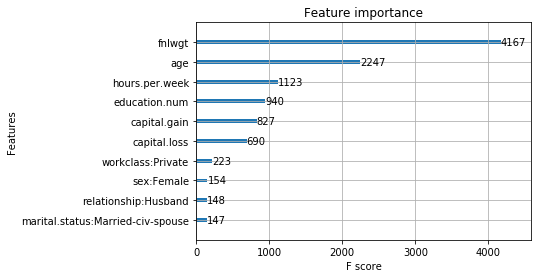 Feature importance
Features
fnlwgt 4167
age 2247
hours.per.week 1123
education.num 940
capital.gain 827
capital.loss 690
workclass:Private 223
sex:Female 154
relationship:Husband 148
marital.status:Married-civ-spouse 147
0 1000 2000 3000 4000
F score